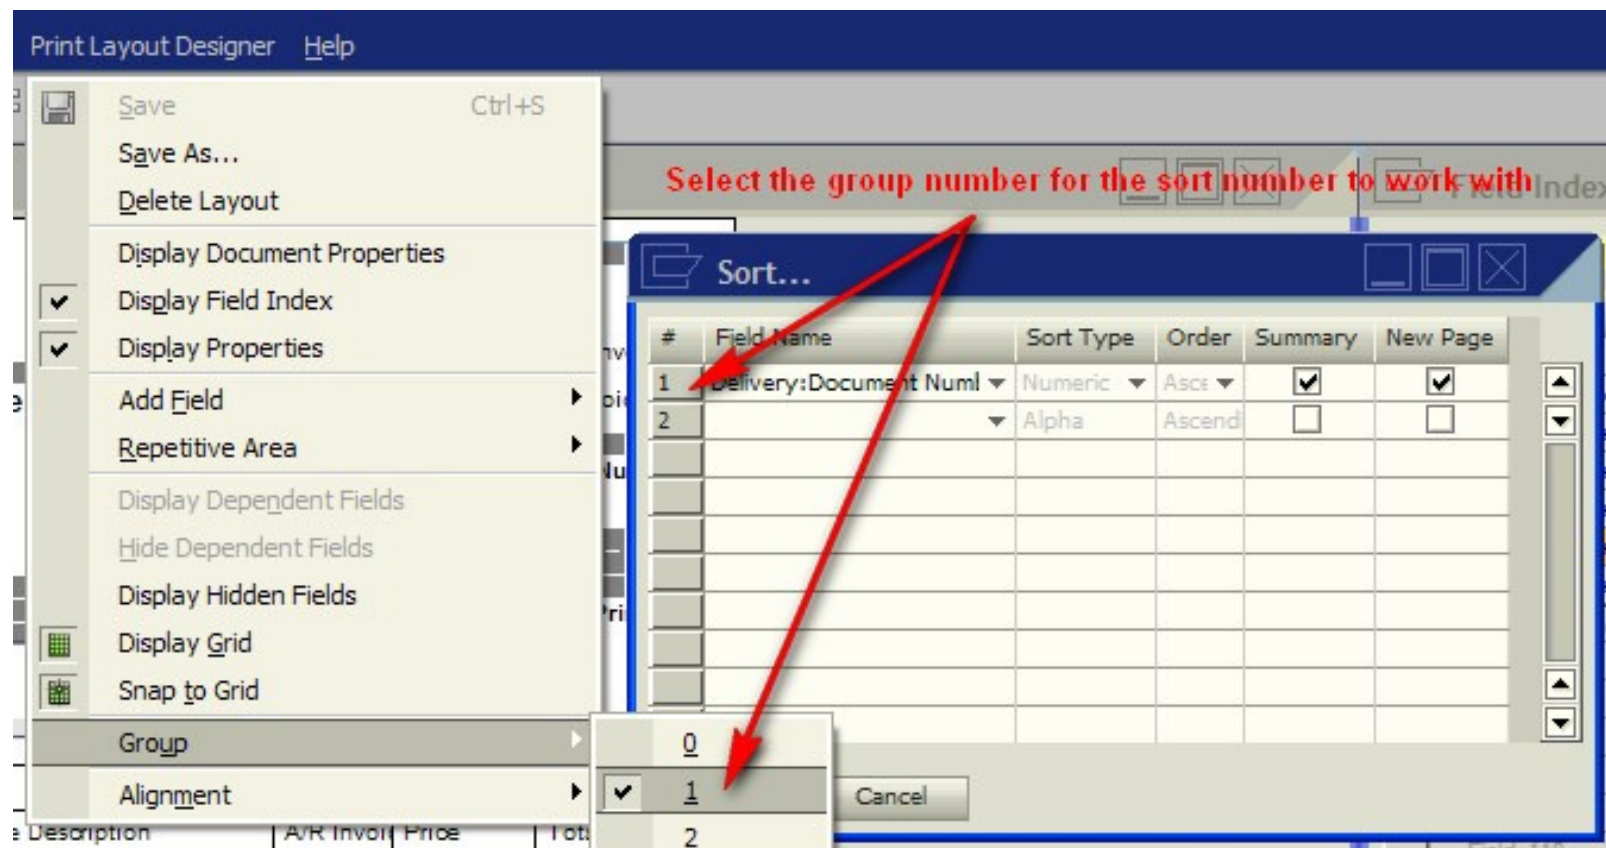 Print Layout Designer Help
Save Ctrl+S
Save As...
Delete Layout
Display Document Properties
Display Field Index
Display Properties
Add Field
Repetitive Area
Display Dependent Fields
Hide Dependent Fields
Display Hidden Fields
Display Grid
Snap to Grid
Group
Alignment
0
1
2
Select the group number for the sort number to work with
Index
Sort...
# Field Name Sort Type Order Summary New Page
1 Delivery:Document Num Numeric Asce
2 Alpha Ascend
Cancel
Description A/R Invoi Price Tot